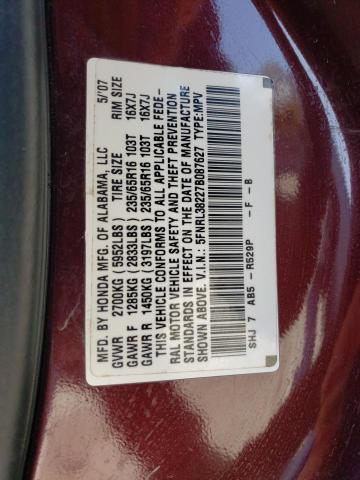 MFD. BY HONDA MFG. OF ALABAMA, LLC 5/'07
GVWR 2700KG (5952LBS) TIRE SIZE RIM SIZE
GAWR F 1285KG (2833LBS) 235/65R16 103T 16X7J
GAWR R 1450KG (3197LBS) 235/65R16 103T 16X7J
THIS VEHICLE CONFORMS TO ALL APPLICABLE FEDE-
RAL MOTOR VEHICLE SAFETY AND THEFT PREVENTION
STANDARDS IN EFFECT ON THE DATE OF MANUFACTURE
SHOWN ABOVE. V.I.N.: 5FNRL38227B087627 TYPE:MPV
SHJ 7 AB5 - R529P - F - B